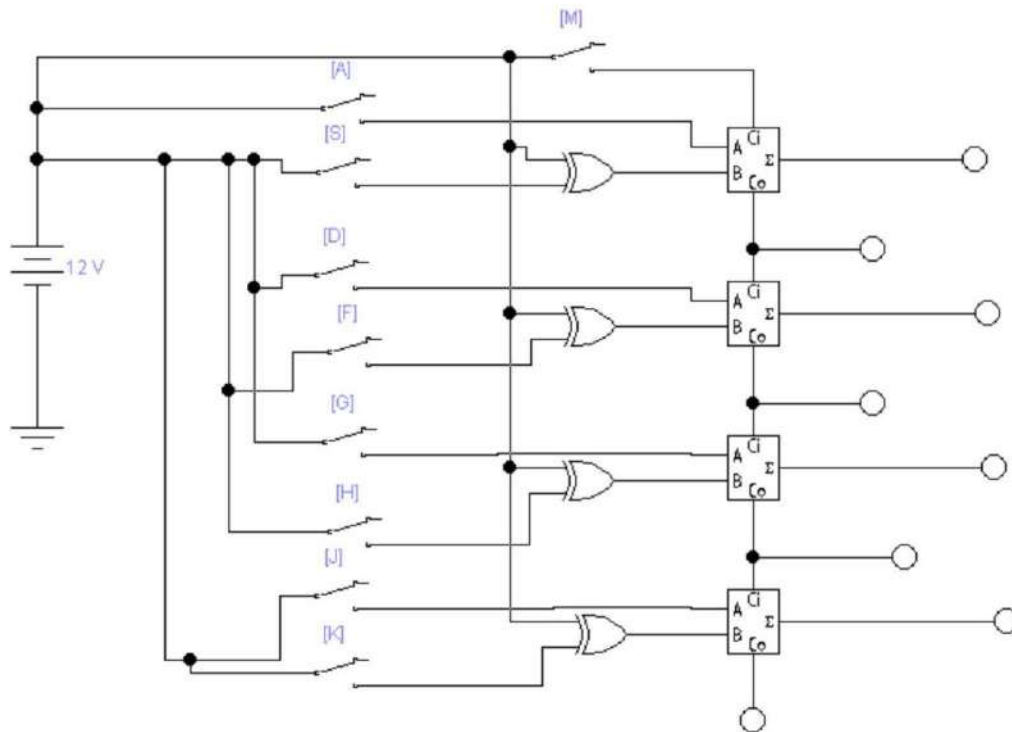 [M]
[A]
[S]
Ci
A
Σ
B
Co
[D]
12 V
Ci
A
Σ
B
Co
[F]
[G]
Ci
A
Σ
B
Co
[H]
[J]
Ci
A
Σ
B
Co
[K]